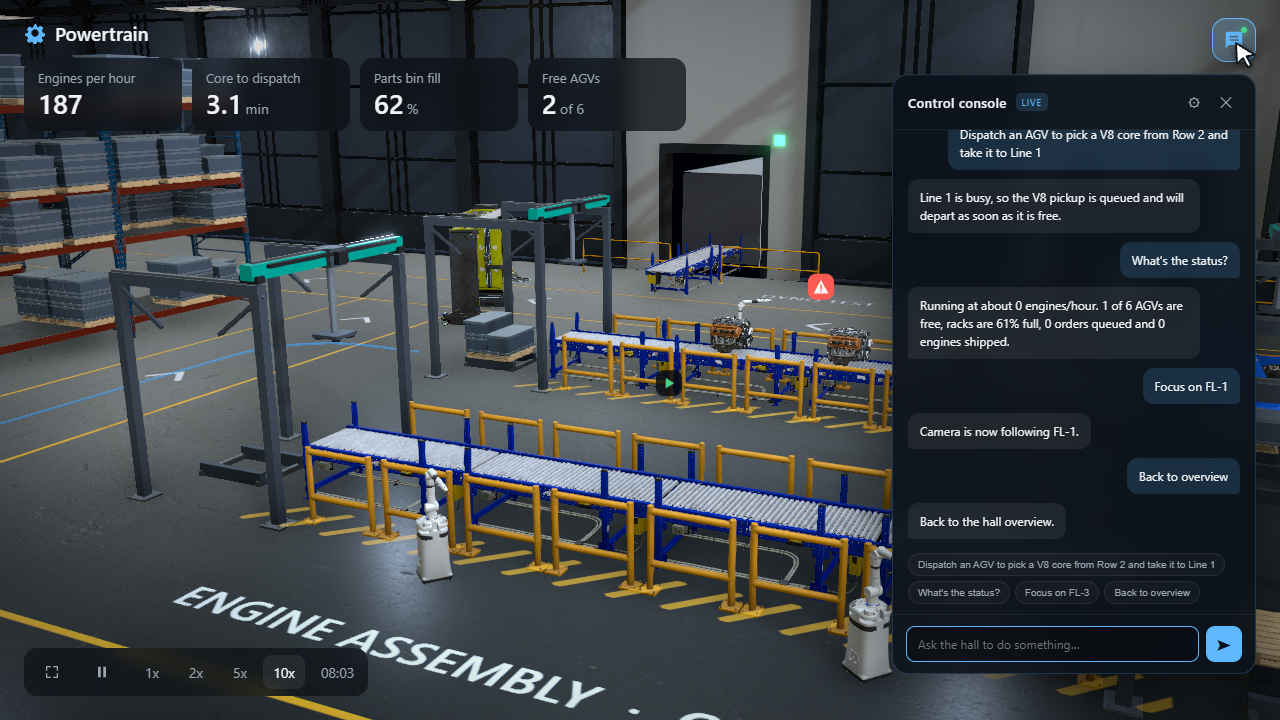 Powertrain
Engines per hour
187
Core to dispatch
3.1 min
Parts bin fill
62 %
Free AGVs
2 of 6
Control console
LIVE
Dispatch an AGV to pick a V8 core from Row 2 and
take it to Line 1
Line 1 is busy, so the V8 pickup is queued and will
depart as soon as it is free.
What's the status?
Running at about 0 engines/hour. 1 of 6 AGVs are
free, racks are 61% full, 0 orders queued and 0
engines shipped.
Focus on FL-1
Camera is now following FL-1.
Back to overview
Back to the hall overview.
Dispatch an AGV to pick a V8 core from Row 2 and take it to Line 1
What's the status?
Focus on FL-3
Back to overview
Ask the hall to do something...
ENGINE ASSEMBLY ·
1x
2x
5x
10x
08:03